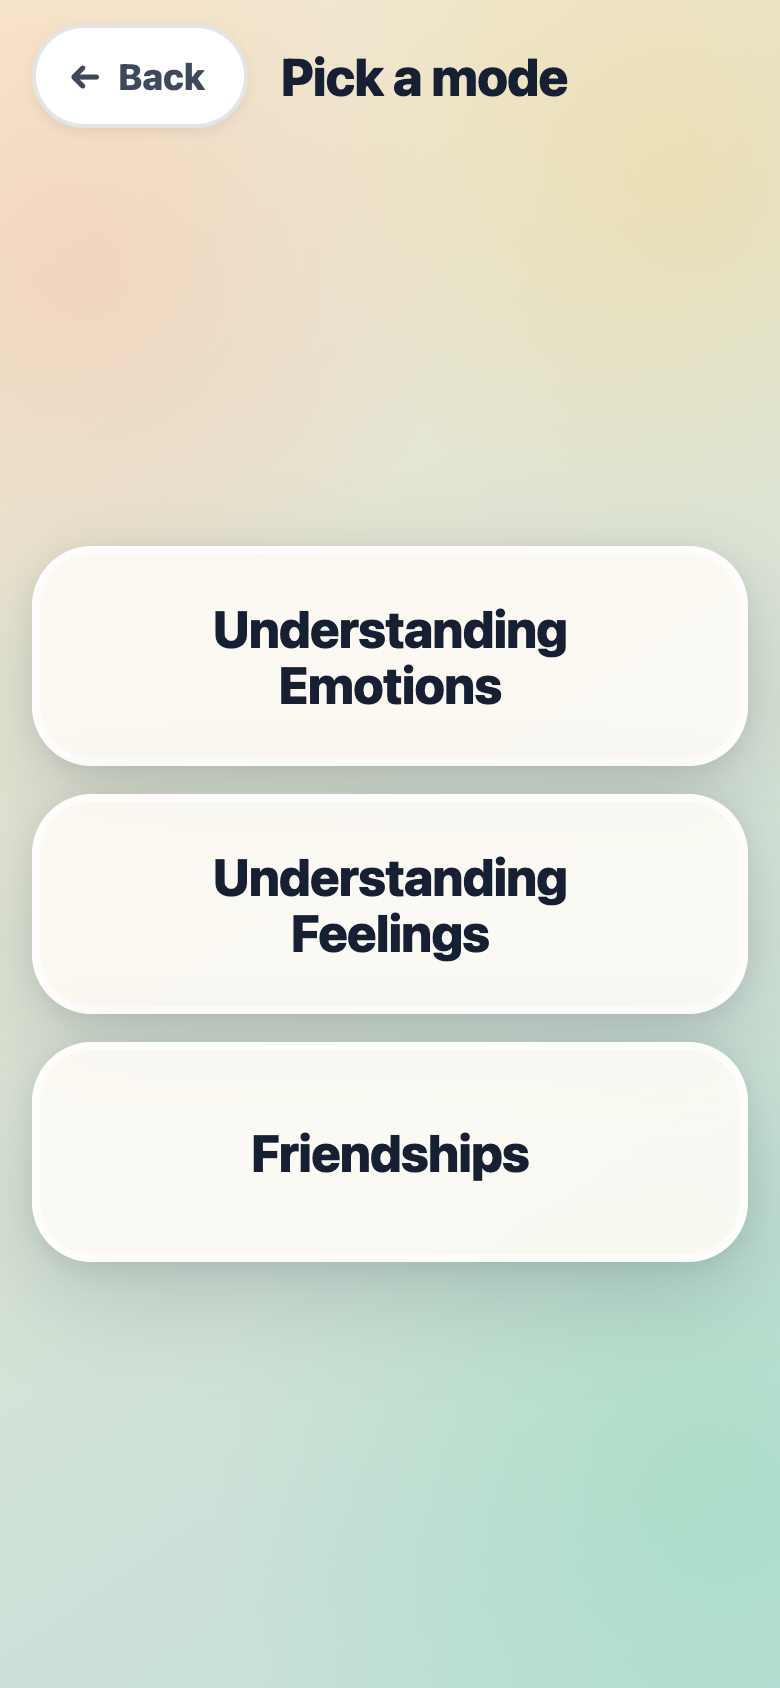 Back
Pick a mode
Understanding
Emotions
Understanding
Feelings
Friendships